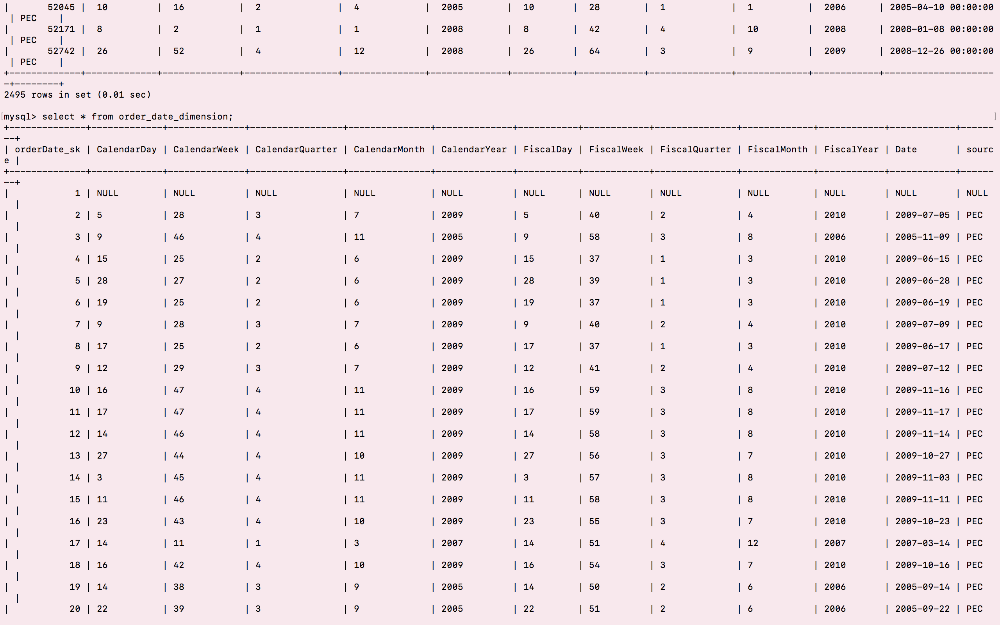 |       52045 |  10         |  16          |  2              |  4            |  2005        |  10       |  28        |  1            |  1          |  2006      | 2005-04-10 00:00:00
 | PEC    |
|       52171 |  8          |  2           |  1              |  1            |  2008        |  8        |  42        |  4            |  10         |  2008      | 2008-01-08 00:00:00
 | PEC    |
|       52742 |  26         |  52          |  4              |  12           |  2008        |  26       |  64        |  3            |  9          |  2009      | 2008-12-26 00:00:00
 | PEC    |
+-------------+-------------+--------------+-----------------+---------------+--------------+-----------+------------+---------------+-------------+------------+--------------------
-+--------+
2495 rows in set (0.01 sec)
[mysql> select * from order_date_dimension; ]
+--------------+-------------+--------------+-----------------+---------------+--------------+-----------+------------+---------------+-------------+------------+------------+------
--+
| orderDate_sk | CalendarDay | CalendarWeek | CalendarQuarter | CalendarMonth | CalendarYear | FiscalDay | FiscalWeek | FiscalQuarter | FiscalMonth | FiscalYear | Date       | sourc
e |
+--------------+-------------+--------------+-----------------+---------------+--------------+-----------+------------+---------------+-------------+------------+------------+------
--+
|            1 | NULL        | NULL         | NULL            | NULL          | NULL         | NULL      | NULL       | NULL          | NULL        | NULL       | NULL       | NULL
  |
|            2 | 5           | 28           | 3               | 7             | 2009         | 5         | 40         | 2             | 4           | 2010       | 2009-07-05 | PEC
  |
|            3 | 9           | 46           | 4               | 11            | 2005         | 9         | 58         | 3             | 8           | 2006       | 2005-11-09 | PEC
  |
|            4 | 15          | 25           | 2               | 6             | 2009         | 15        | 37         | 1             | 3           | 2010       | 2009-06-15 | PEC
  |
|            5 | 28          | 27           | 2               | 6             | 2009         | 28        | 39         | 1             | 3           | 2010       | 2009-06-28 | PEC
  |
|            6 | 19          | 25           | 2               | 6             | 2009         | 19        | 37         | 1             | 3           | 2010       | 2009-06-19 | PEC
  |
|            7 | 9           | 28           | 3               | 7             | 2009         | 9         | 40         | 2             | 4           | 2010       | 2009-07-09 | PEC
  |
|            8 | 17          | 25           | 2               | 6             | 2009         | 17        | 37         | 1             | 3           | 2010       | 2009-06-17 | PEC
  |
|            9 | 12          | 29           | 3               | 7             | 2009         | 12        | 41         | 2             | 4           | 2010       | 2009-07-12 | PEC
  |
|           10 | 16          | 47           | 4               | 11            | 2009         | 16        | 59         | 3             | 8           | 2010       | 2009-11-16 | PEC
  |
|           11 | 17          | 47           | 4               | 11            | 2009         | 17        | 59         | 3             | 8           | 2010       | 2009-11-17 | PEC
  |
|           12 | 14          | 46           | 4               | 11            | 2009         | 14        | 58         | 3             | 8           | 2010       | 2009-11-14 | PEC
  |
|           13 | 27          | 44           | 4               | 10            | 2009         | 27        | 56         | 3             | 7           | 2010       | 2009-10-27 | PEC
  |
|           14 | 3           | 45           | 4               | 11            | 2009         | 3         | 57         | 3             | 8           | 2010       | 2009-11-03 | PEC
  |
|           15 | 11          | 46           | 4               | 11            | 2009         | 11        | 58         | 3             | 8           | 2010       | 2009-11-11 | PEC
  |
|           16 | 23          | 43           | 4               | 10            | 2009         | 23        | 55         | 3             | 7           | 2010       | 2009-10-23 | PEC
  |
|           17 | 14          | 11           | 1               | 3             | 2007         | 14        | 51         | 4             | 12          | 2007       | 2007-03-14 | PEC
  |
|           18 | 16          | 42           | 4               | 10            | 2009         | 16        | 54         | 3             | 7           | 2010       | 2009-10-16 | PEC
  |
|           19 | 14          | 38           | 3               | 9             | 2005         | 14        | 50         | 2             | 6           | 2006       | 2005-09-14 | PEC
  |
|           20 | 22          | 39           | 3               | 9             | 2005         | 22        | 51         | 2             | 6           | 2006       | 2005-09-22 | PEC